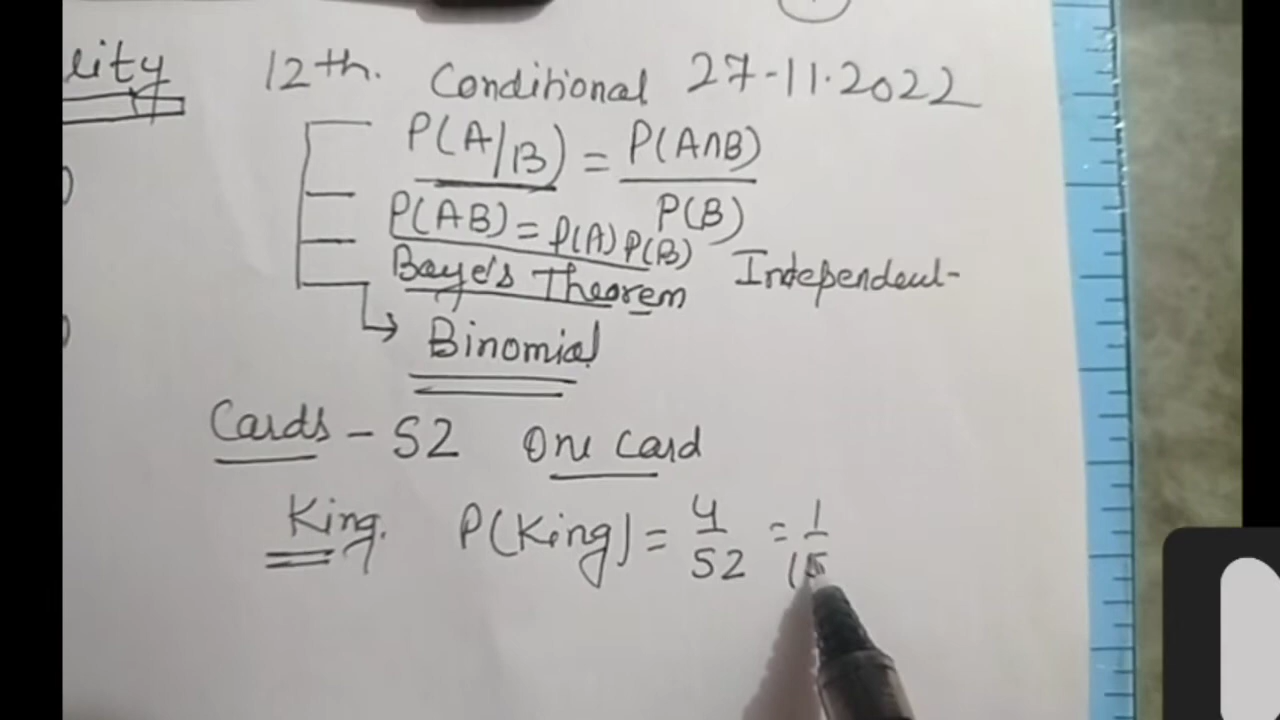 lity 12th. Conditional 27-11-2022
P(A/B) = P(A∩B)
P(B)
P(AB) = P(A) P(B) Independent
Baye's Theorem
Binomial
Cards - 52 One Card
King. P(King) = 4/52 = 1/